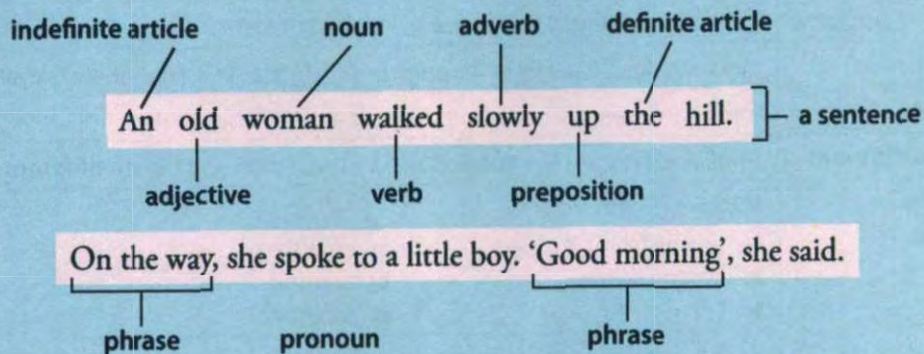 indefinite article noun adverb definite article
An old woman walked slowly up the hill. a sentence
adjective verb preposition
On the way, she spoke to a little boy. ‘Good morning’, she said.
phrase pronoun phrase